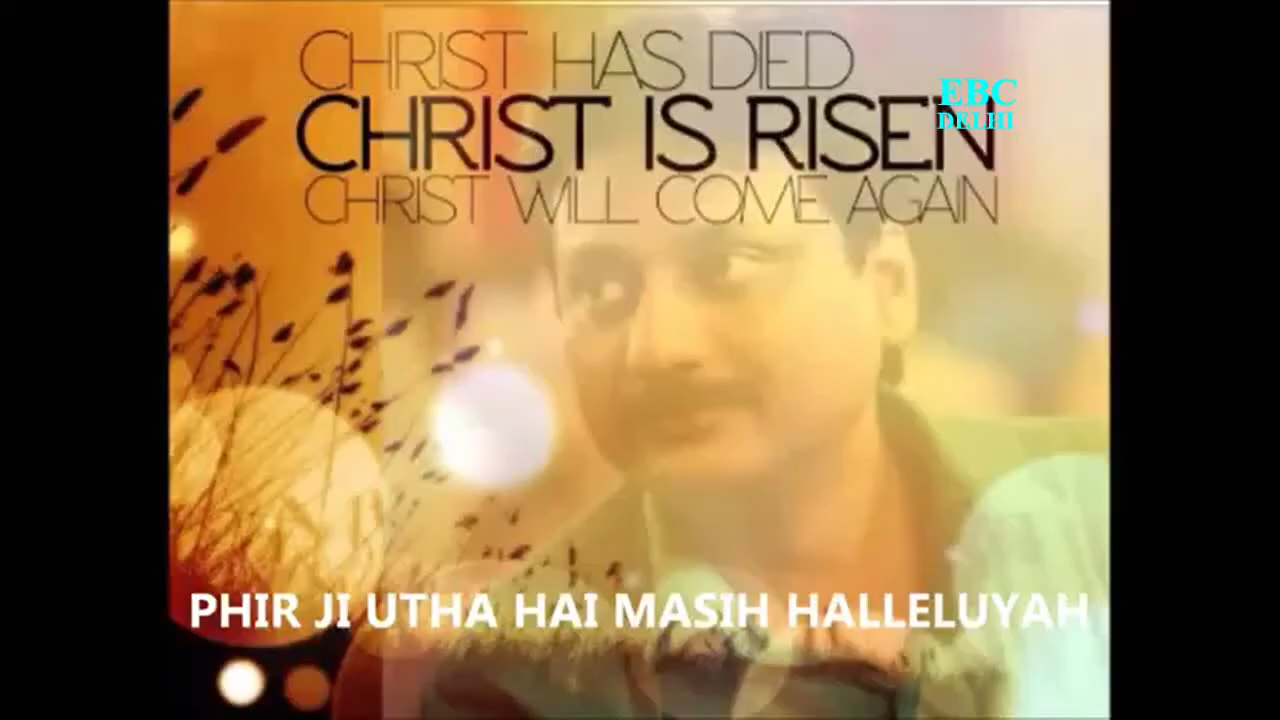 CHRIST HAS DIED
EBC
CHRIST IS RISEN
DELHI
CHRIST WILL COME AGAIN
PHIR JI UTHA HAI MASIH HALLELUYAH